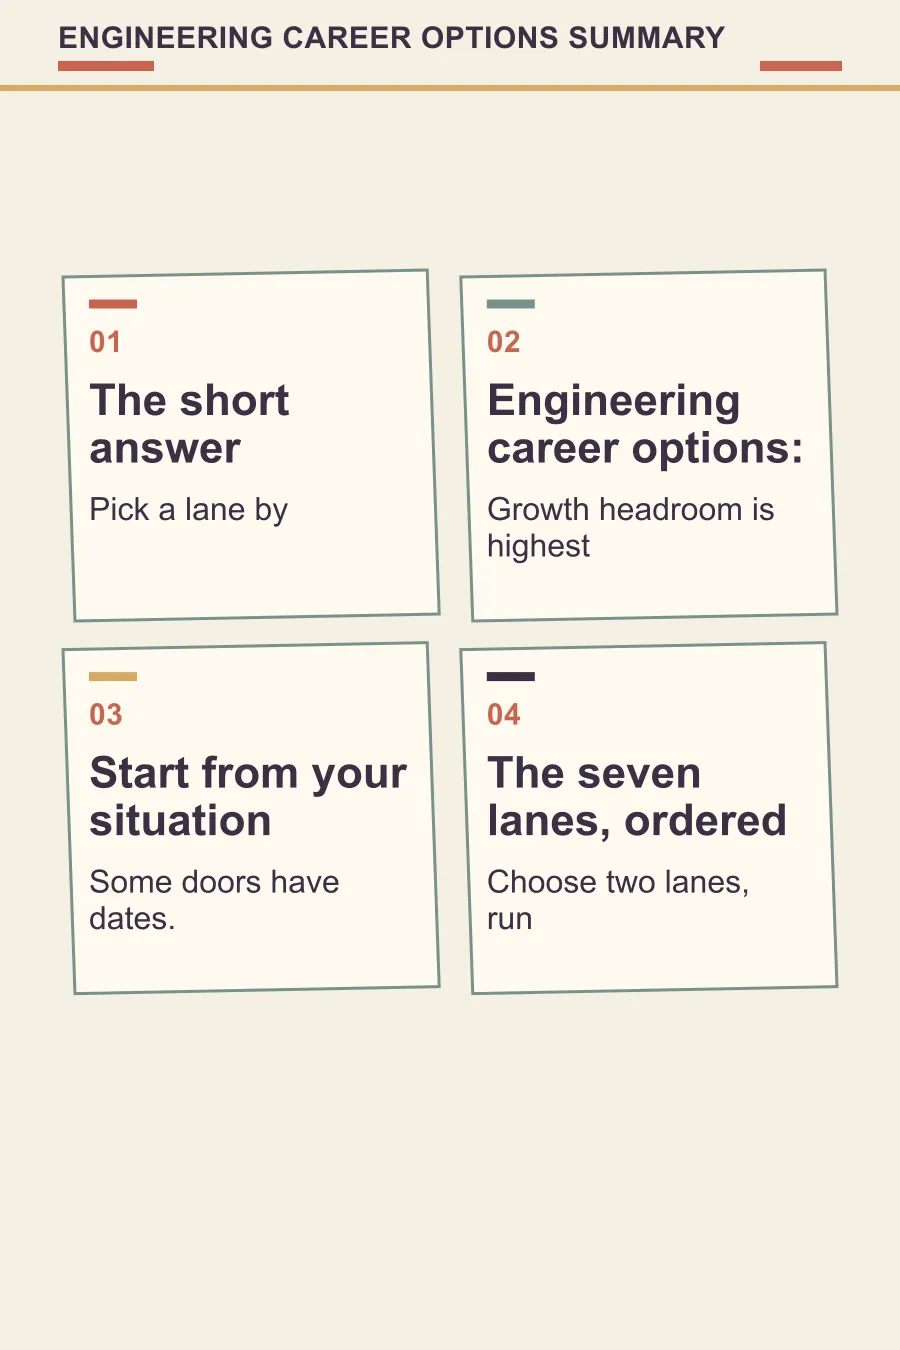 ENGINEERING CAREER OPTIONS SUMMARY
01
The short
answer
Pick a lane by
02
Engineering
career options:
Growth headroom is
highest
03
Start from your
situation
Some doors have
dates.
04
The seven
lanes, ordered
Choose two lanes,
run